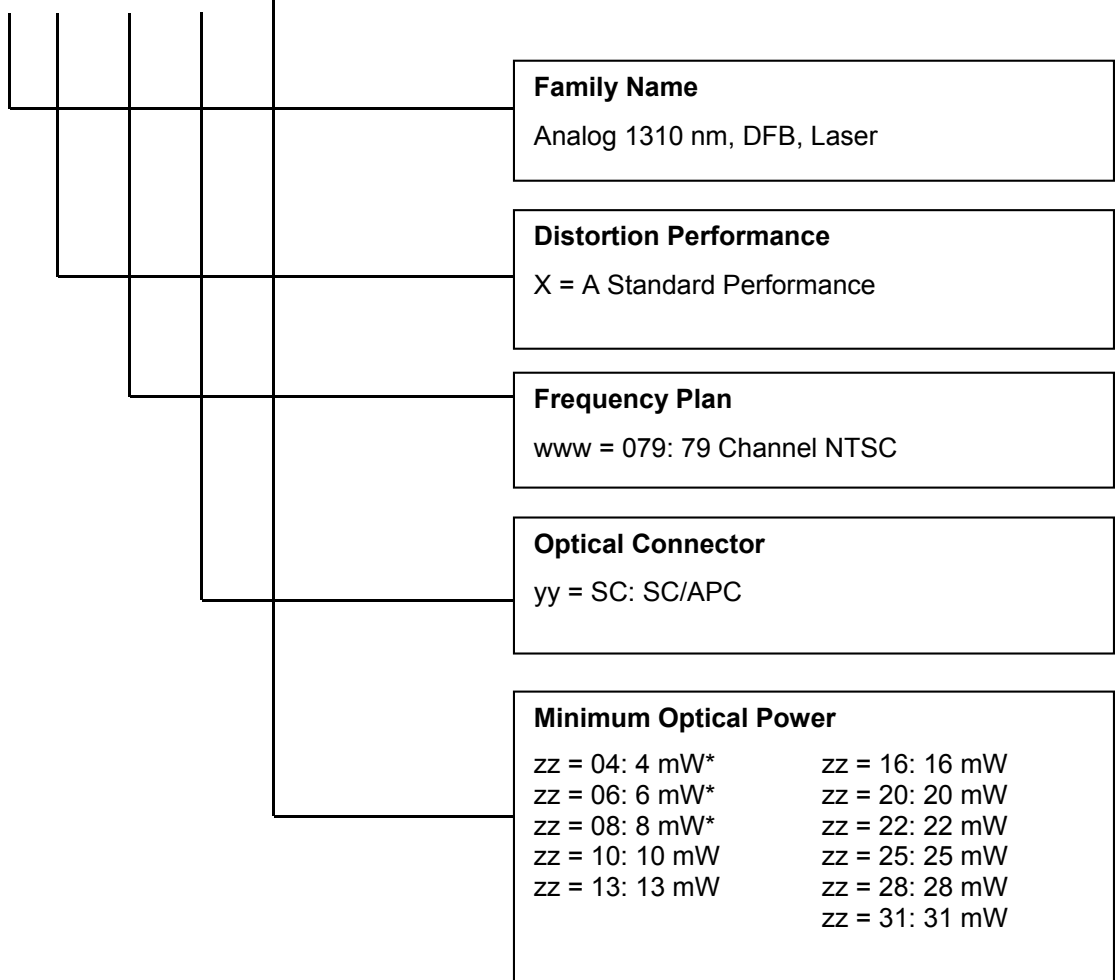 Family Name
Analog 1310 nm, DFB, Laser
Distortion Performance
X = A Standard Performance
Frequency Plan
www = 079: 79 Channel NTSC
Optical Connector
yy = SC: SC/APC
Minimum Optical Power
zz = 04: 4 mW*
zz = 06: 6 mW*
zz = 08: 8 mW*
zz = 10: 10 mW
zz = 13: 13 mW
zz = 16: 16 mW
zz = 20: 20 mW
zz = 22: 22 mW
zz = 25: 25 mW
zz = 28: 28 mW
zz = 31: 31 mW